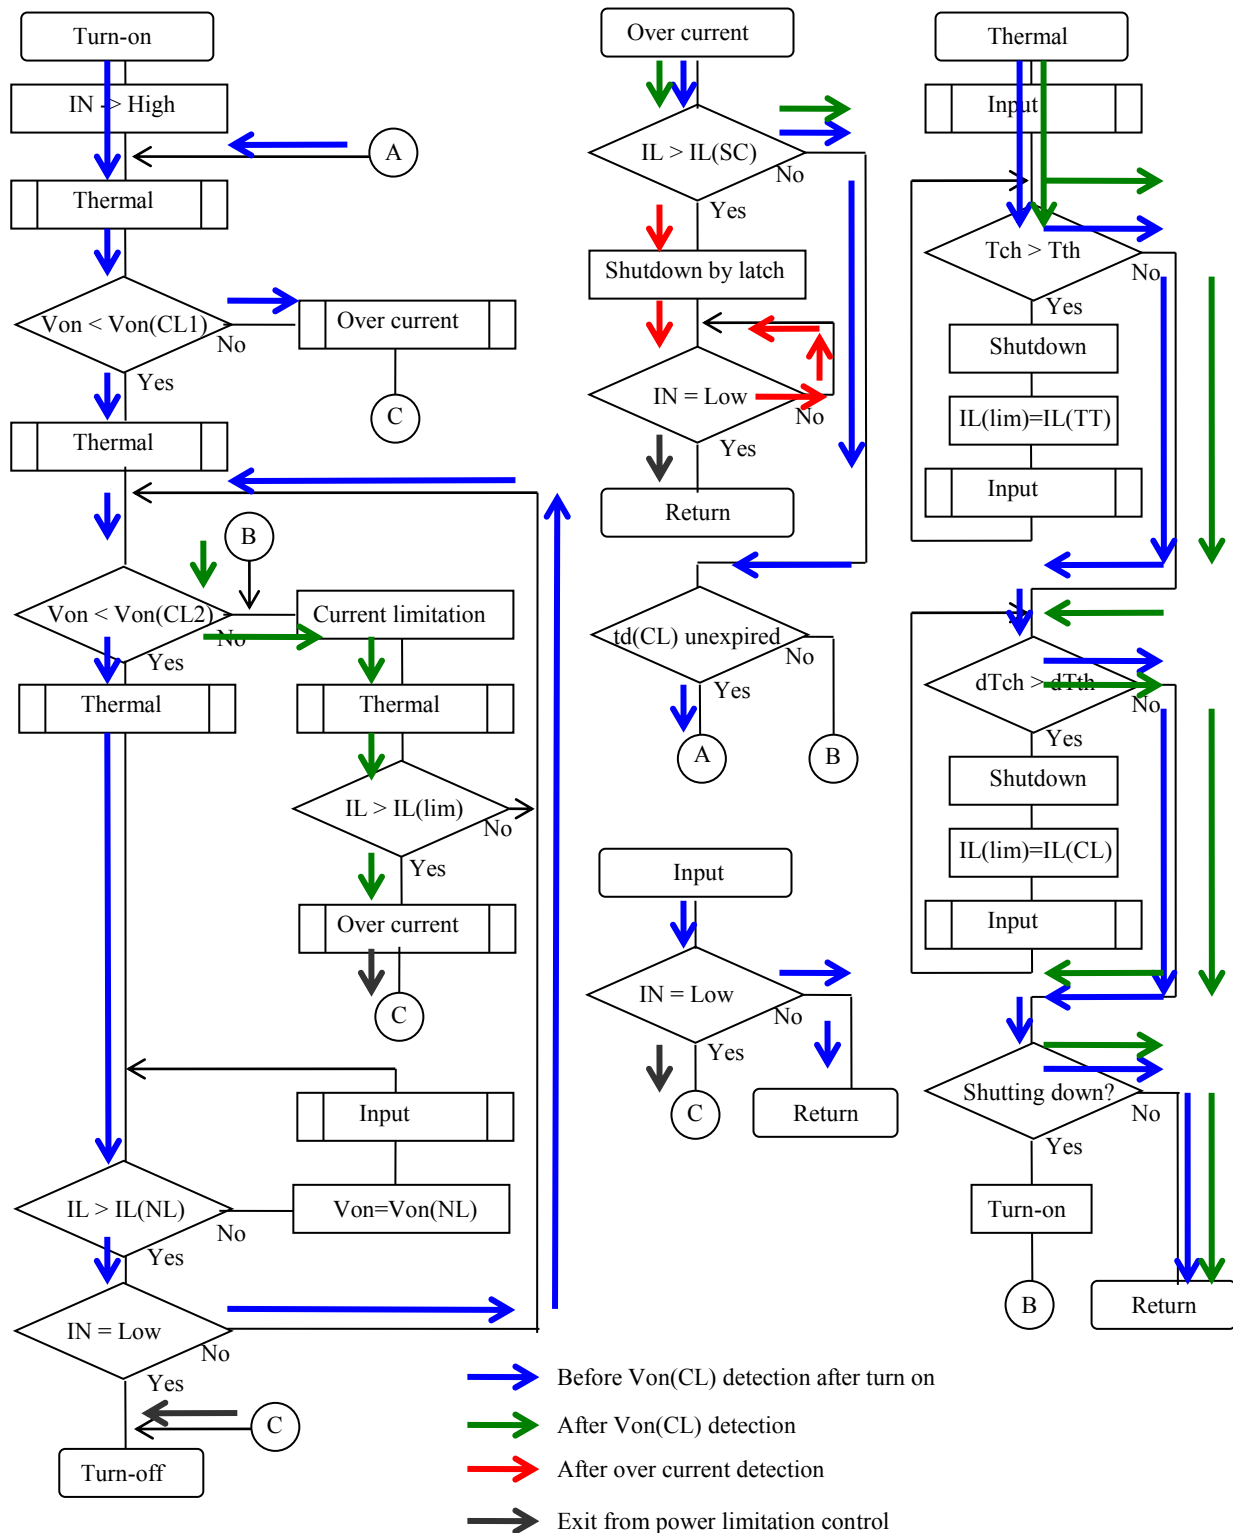 Turn-on
IN -> High
A
Thermal
Von < Von(CL1)
No
Yes
Over current
C
Thermal
B
Von < Von(CL2)
No
Yes
Current limitation
Thermal
Thermal
IL > IL(lim)
No
Yes
Over current
C
Input
IL > IL(NL)
No
Yes
Von=Von(NL)
IN = Low
No
Yes
C
Turn-off
Over current
IL > IL(SC)
No
Yes
Shutdown by latch
IN = Low
No
Yes
Return
td(CL) unexpired
No
Yes
A
B
Input
IN = Low
No
Yes
C
Return
Thermal
Input
Tch > Tth
No
Yes
Shutdown
IL(lim)=IL(TT)
Input
dTch > dTth
No
Yes
Shutdown
IL(lim)=IL(CL)
Input
Shutting down?
No
Yes
Turn-on
B
Return
Before Von(CL) detection after turn on
After Von(CL) detection
After over current detection
Exit from power limitation control